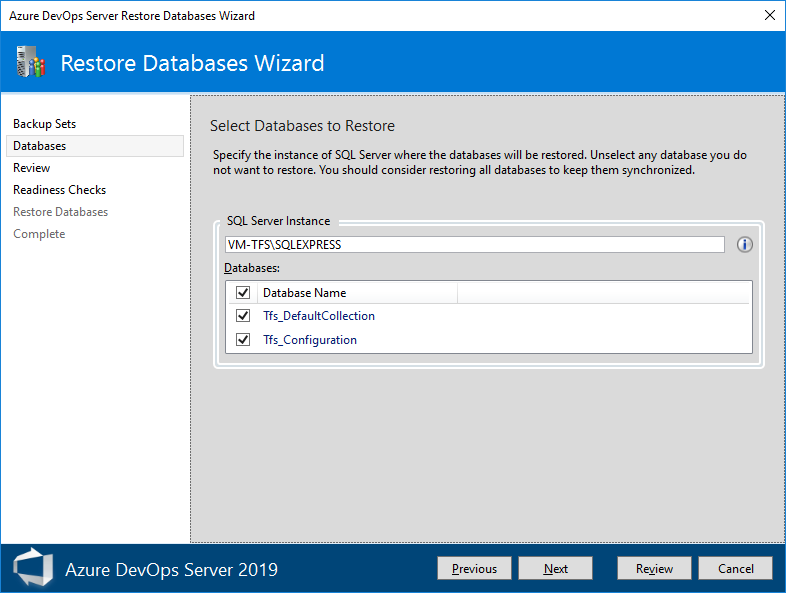 Azure DevOps Server Restore Databases Wizard
Restore Databases Wizard
Backup Sets
Databases
Review
Readiness Checks
Restore Databases
Complete
Select Databases to Restore
Specify the instance of SQL Server where the databases will be restored. Unselect any database you do
not want to restore. You should consider restoring all databases to keep them synchronized.
SQL Server Instance
VM-TFS\SQLEXPRESS
Databases:
Database Name
Tfs_DefaultCollection
Tfs_Configuration
Azure DevOps Server 2019
Previous
Next
Review
Cancel